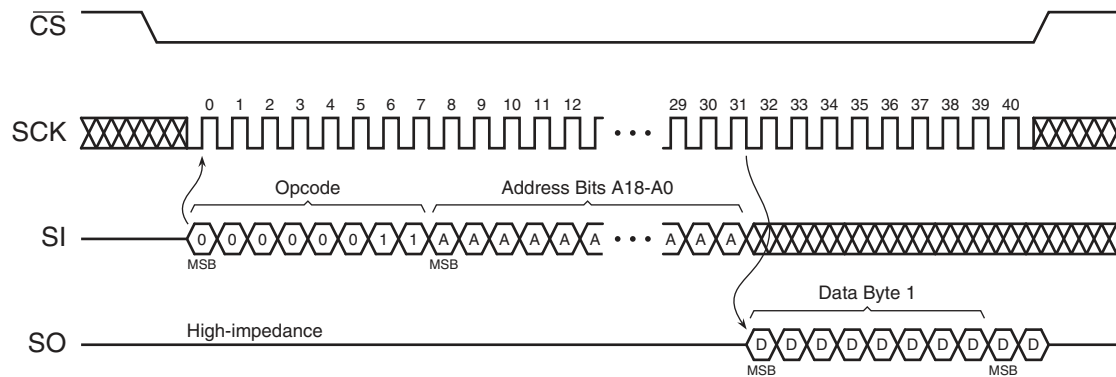 CS
0 1 2 3 4 5 6 7 8 9 10 11 12 29 30 31 32 33 34 35 36 37 38 39 40
SCK
Opcode Address Bits A18-A0
SI 0 0 0 0 0 0 1 1 A A A A A A A A A
MSB MSB
Data Byte 1
High-impedance
SO D D D D D D D D D D
MSB MSB